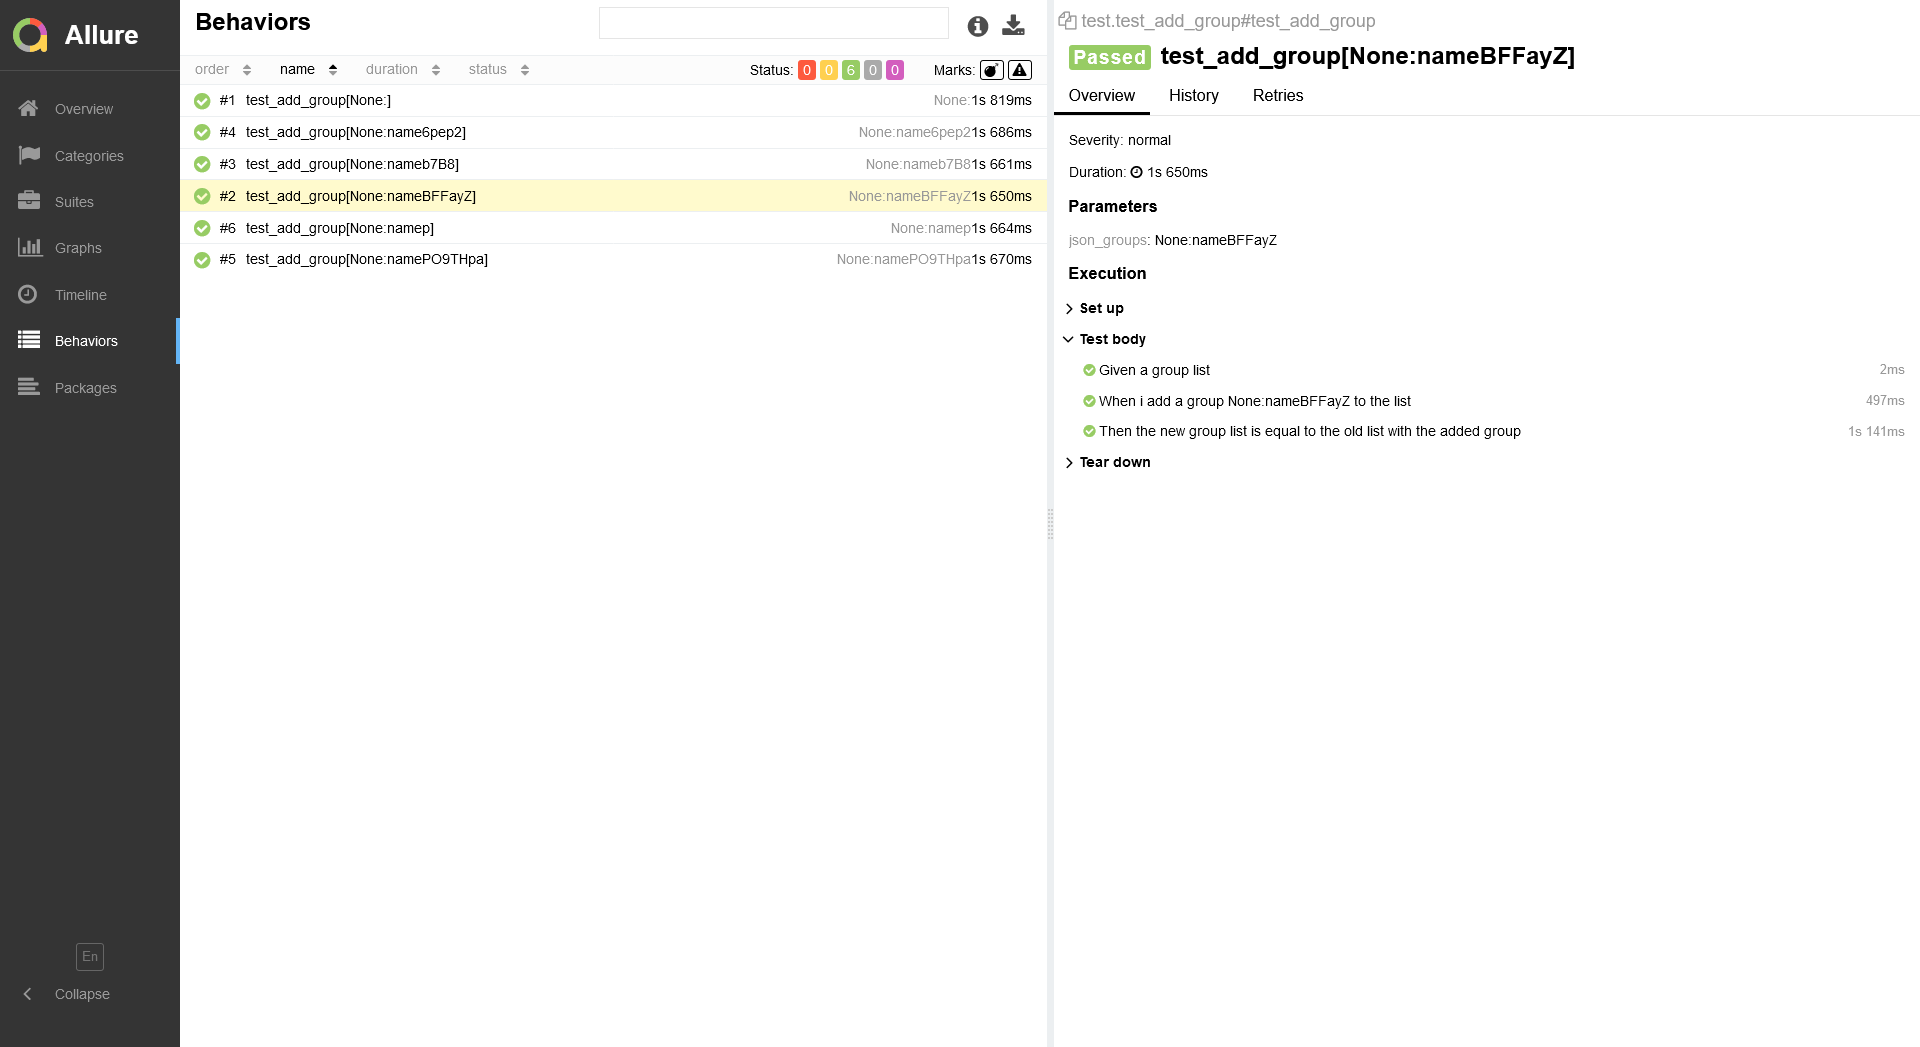 Allure
Overview
Categories
Suites
Graphs
Timeline
Behaviors
Packages
En
Collapse
Behaviors
order name duration status Status: 0 0 6 0 0 Marks:
#1 test_add_group[None:] None: 1s 819ms
#4 test_add_group[None:name6pep2] None:name6pep2 1s 686ms
#3 test_add_group[None:nameb7B8] None:nameb7B8 1s 661ms
#2 test_add_group[None:nameBFFayZ] None:nameBFFayZ 1s 650ms
#6 test_add_group[None:namep] None:namep 1s 664ms
#5 test_add_group[None:namePO9THpa] None:namePO9THpa 1s 670ms
test.test_add_group#test_add_group
Passed test_add_group[None:nameBFFayZ]
Overview History Retries
Severity: normal
Duration: 1s 650ms
Parameters
json_groups: None:nameBFFayZ
Execution
Set up
Test body
Given a group list 2ms
When i add a group None:nameBFFayZ to the list 497ms
Then the new group list is equal to the old list with the added group 1s 141ms
Tear down